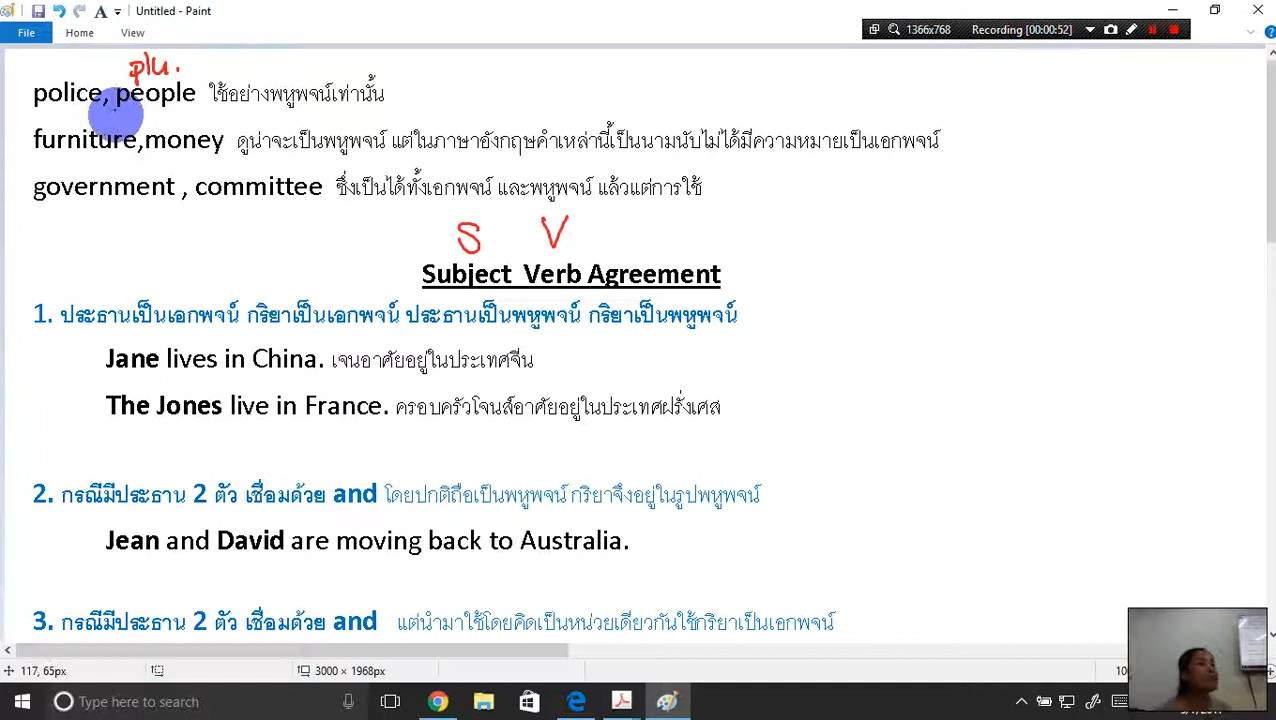 Untitled - Paint
File Home View
1366x768 Recording [00:00:52]
plu.
police, people ใช้อย่างพหูพจน์เท่านั้น
furniture,money ดูน่าจะเป็นพหูพจน์ แต่ในภาษาอังกฤษคำเหล่านี้เป็นนามนับไม่ได้มีความหมายเป็นเอกพจน์
government , committee ซึ่งเป็นได้ทั้งเอกพจน์ และพหูพจน์ แล้วแต่การใช้
S V
Subject Verb Agreement
1. ประธานเป็นเอกพจน์ กริยาเป็นเอกพจน์ ประธานเป็นพหูพจน์ กริยาเป็นพหูพจน์
Jane lives in China. เจนอาศัยอยู่ในประเทศจีน
The Jones live in France. ครอบครัวโจนส์อาศัยอยู่ในประเทศฝรั่งเศส
2. กรณีมีประธาน 2 ตัว เชื่อมด้วย and โดยปกติถือเป็นพหูพจน์ กริยาจึงอยู่ในรูปพหูพจน์
Jean and David are moving back to Australia.
3. กรณีมีประธาน 2 ตัว เชื่อมด้วย and แต่นำมาใช้โดยคิดเป็นหน่วยเดียวกันใช้กริยาเป็นเอกพจน์
117, 65px 3000 × 1968px
Type here to search